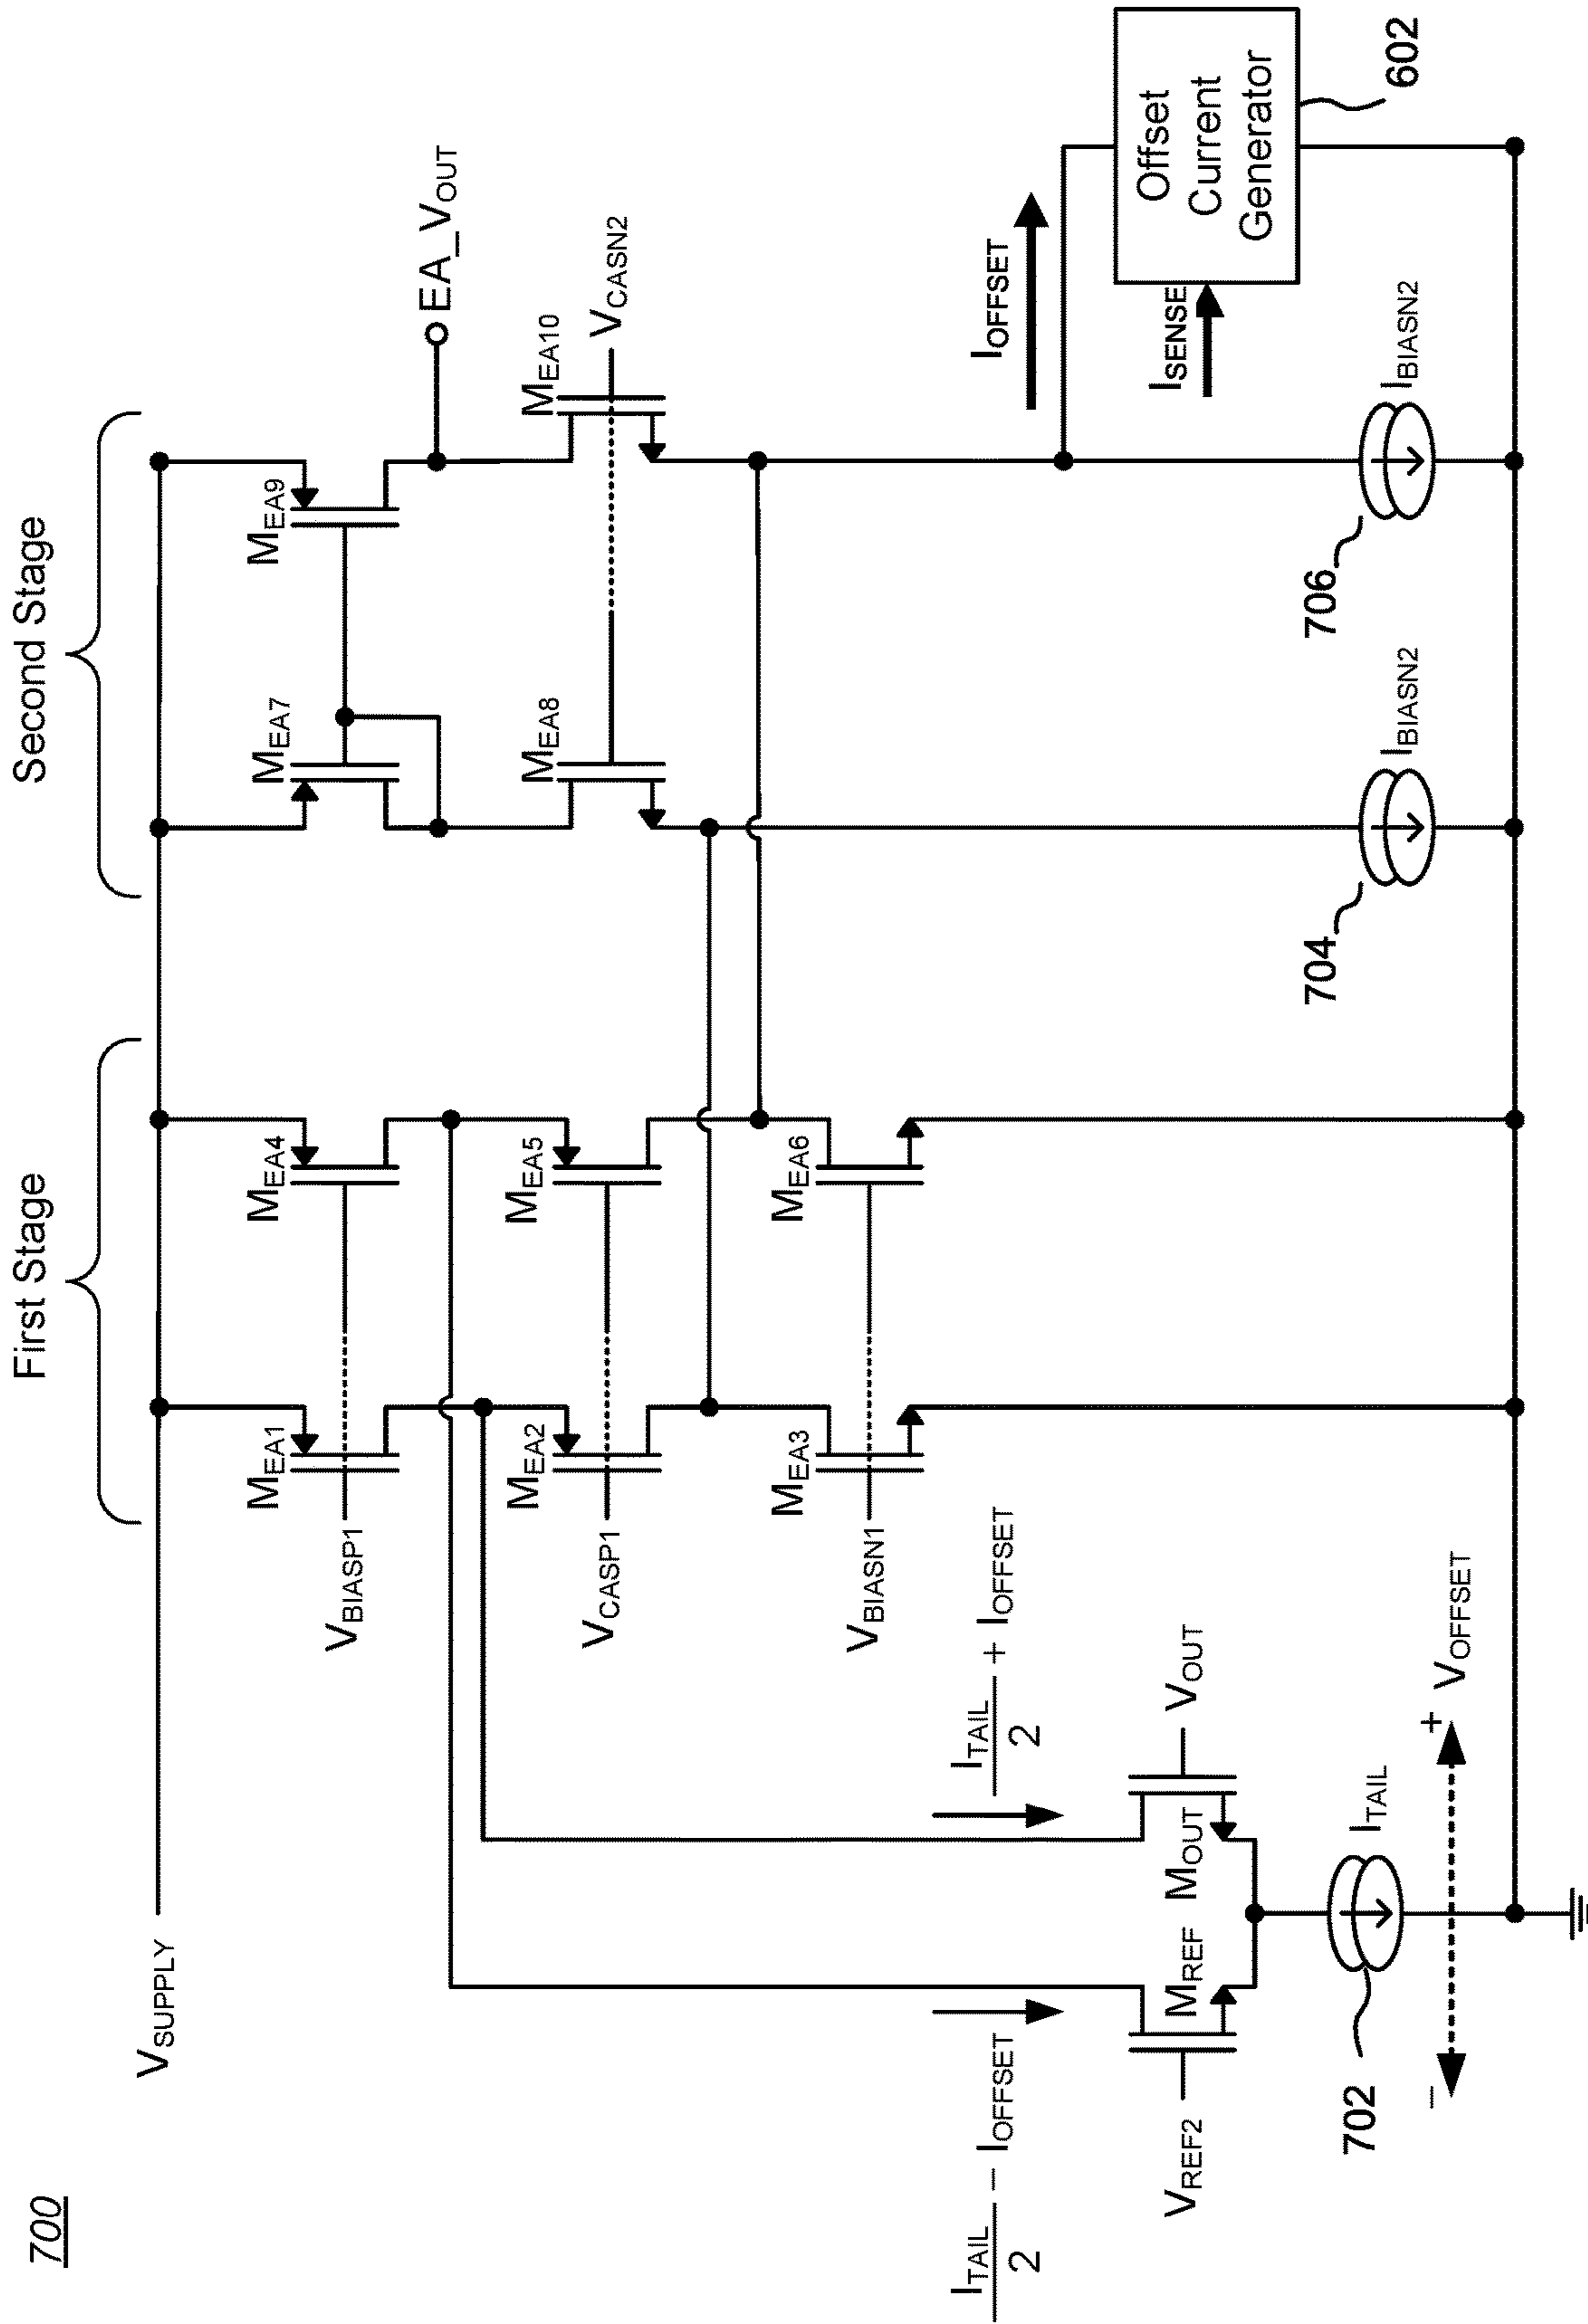 700
First Stage
Second Stage
VSUPPLY
MEA1
MEA4
MEA7
MEA9
VBIASP1
EA_VOUT
MEA2
MEA5
MEA8
MEA10
VCASP1
VCASN2
MEA3
MEA6
VBIASN1
ITAIL/2 − IOFFSET
ITAIL/2 + IOFFSET
IOFFSET
VREF2
MREF
MOUT
VOUT
ISENSE
Offset
Current
Generator
602
702
ITAIL
704
IBIASN2
706
IBIASN2
−
+
VOFFSET